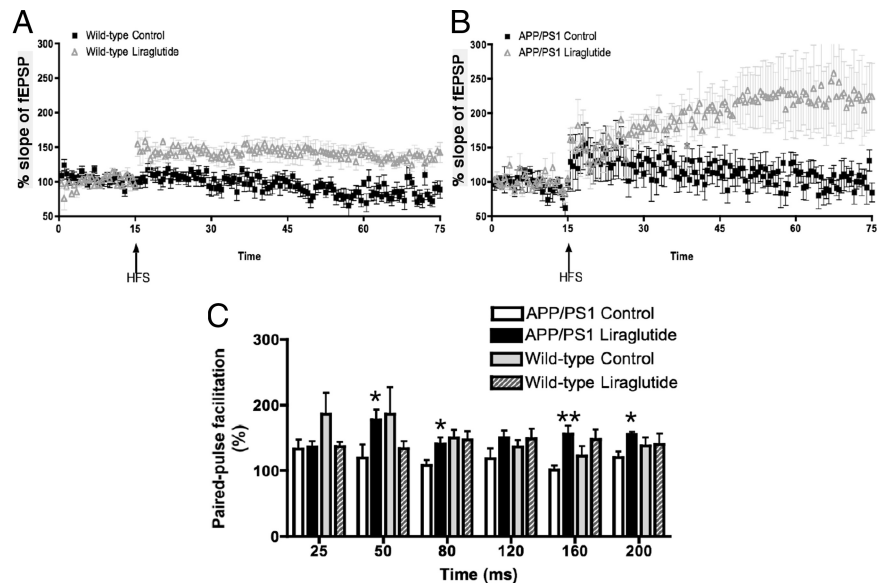 A
Wild-type Control
Wild-type Liraglutide
% slope of fEPSP
300
250
200
150
100
50
0
15
30
45
60
75
HFS
Time
B
APP/PS1 Control
APP/PS1 Liraglutide
% slope of fEPSP
300
250
200
150
100
50
0
15
30
45
60
75
HFS
Time
C
APP/PS1 Control
APP/PS1 Liraglutide
Wild-type Control
Wild-type Liraglutide
Paired-pulse facilitation
(%)
300
200
100
0
* * ** *
25 50 80 120 160 200
Time (ms)